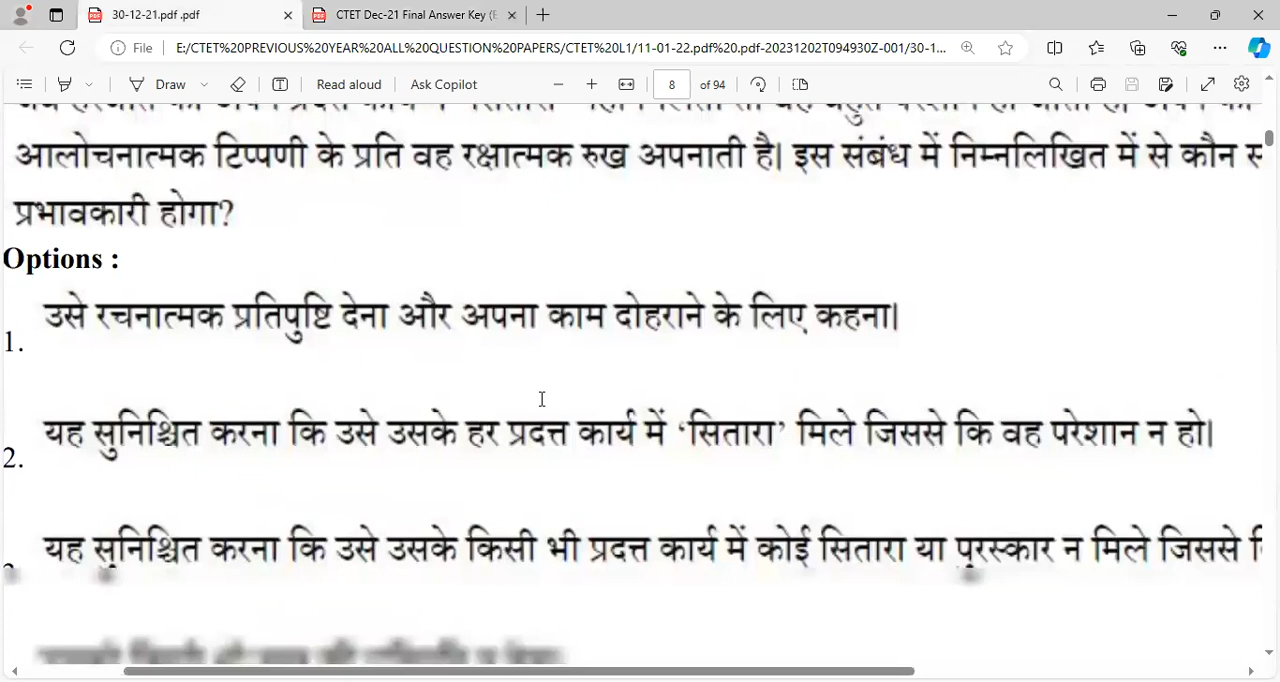 30-12-21.pdf .pdf
CTET Dec-21 Final Answer Key (E
File
E:/CTET%20PREVIOUS%20YEAR%20ALL%20QUESTION%20PAPERS/CTET%20L1/11-01-22.pdf%20.pdf-20231202T094930Z-001/30-1...
Draw
Read aloud
Ask Copilot
8
of 94
आलोचनात्मक टिप्पणी के प्रति वह रक्षात्मक रुख अपनाती है| इस संबंध में निम्नलिखित में से कौन
प्रभावकारी होगा?
Options :
उसे रचनात्मक प्रतिपुष्टि देना और अपना काम दोहराने के लिए कहना|
1.
यह सुनिश्चित करना कि उसे उसके हर प्रदत्त कार्य में ‘सितारा’ मिले जिससे कि वह परेशान न हो|
2.
यह सुनिश्चित करना कि उसे उसके किसी भी प्रदत्त कार्य में कोई सितारा या पुरस्कार न मिले जिससे